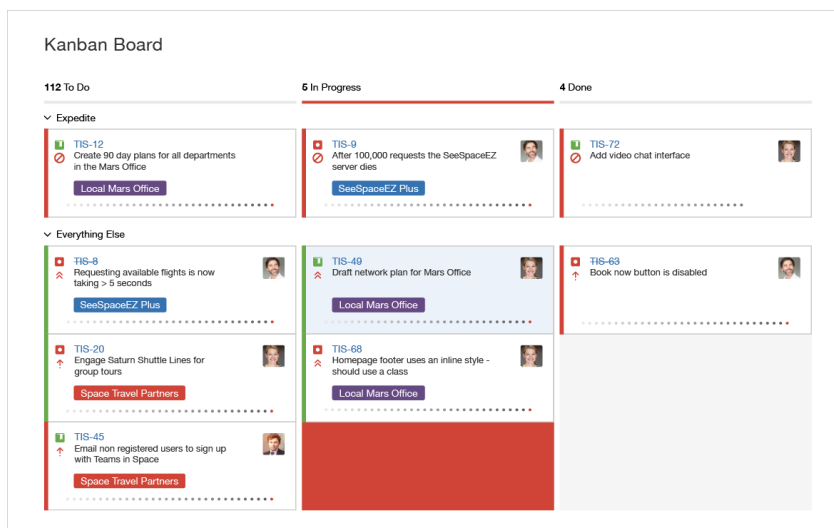 Kanban Board
112 To Do
5 In Progress
4 Done
Expedite
TIS-12
Create 90 day plans for all departments
in the Mars Office
Local Mars Office
TIS-9
After 100,000 requests the SeeSpaceEZ
server dies
SeeSpaceEZ Plus
TIS-72
Add video chat interface
Everything Else
TIS-8
Requesting available flights is now
taking > 5 seconds
SeeSpaceEZ Plus
TIS-20
Engage Saturn Shuttle Lines for
group tours
Space Travel Partners
TIS-45
Email non registered users to sign up
with Teams in Space
Space Travel Partners
TIS-49
Draft network plan for Mars Office
Local Mars Office
TIS-68
Homepage footer uses an inline style -
should use a class
Local Mars Office
TIS-63
Book now button is disabled